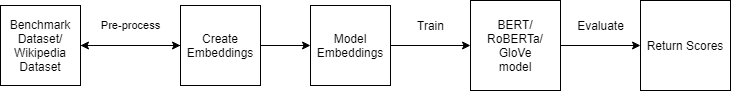 Benchmark
Dataset/
Wikipedia
Dataset
Pre-process
Create
Embeddings
Model
Embeddings
Train
BERT/
RoBERTa/
GloVe
model
Evaluate
Return Scores